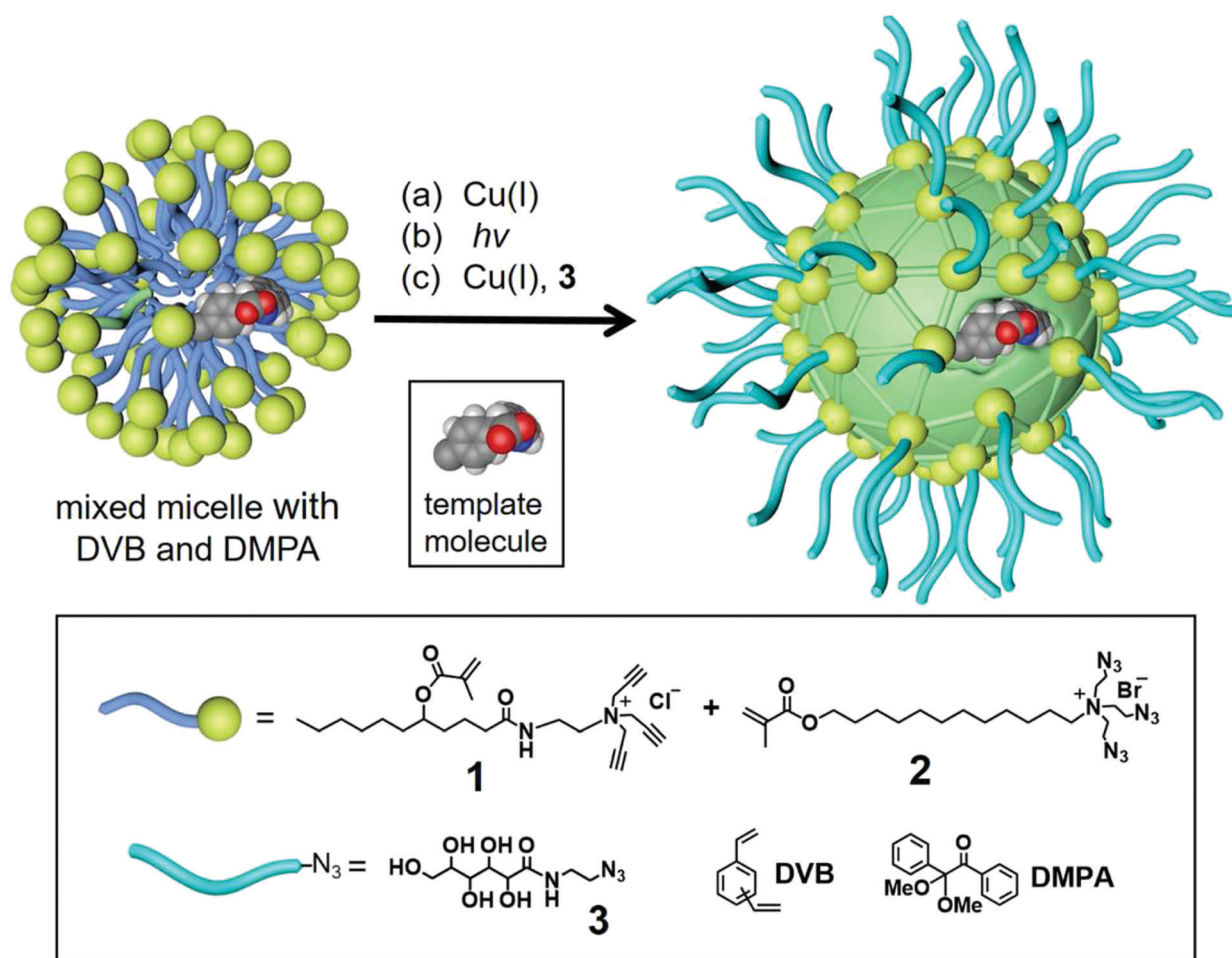 (a) Cu(I)
(b) hν
(c) Cu(I), 3
mixed micelle with
DVB and DMPA
template
molecule
=
O
O
O
N
H
N
+
Cl⁻
1
+
O
O
N
+
Br⁻
N3
N3
N3
2
N3 =
OH OH O
HO
OH OH
N
H
N3
3
DVB
O
MeO
OMe
DMPA